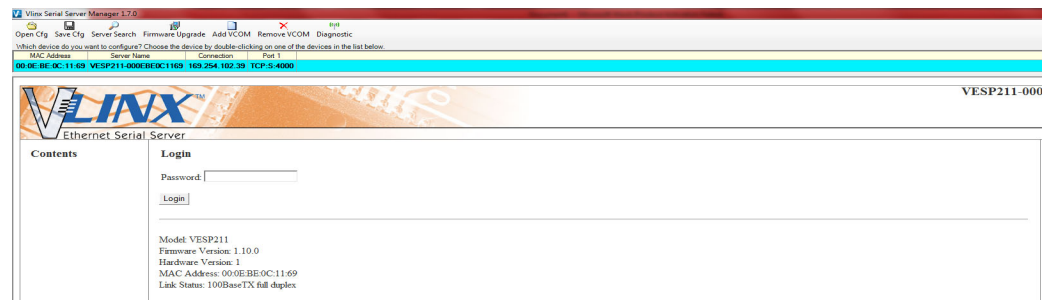 Vlinx Serial Server Manager 1.7.0
Open Cfg Save Cfg Server Search Firmware Upgrade Add VCOM Remove VCOM Diagnostic
Which device do you want to configure? Choose the device by double-clicking on one of the devices in the list below.
MAC Address Server Name Connection Port 1
00:0E:BE:0C:11:69 VESP211-000EBE0C1169 169.254.102.39 TCP:S:4000
VESP211-000
VLINX TM
Ethernet Serial Server
Contents
Login
Password:
Login
Model: VESP211
Firmware Version: 1.10.0
Hardware Version: 1
MAC Address: 00:0E:BE:0C:11:69
Link Status: 100BaseTX full duplex